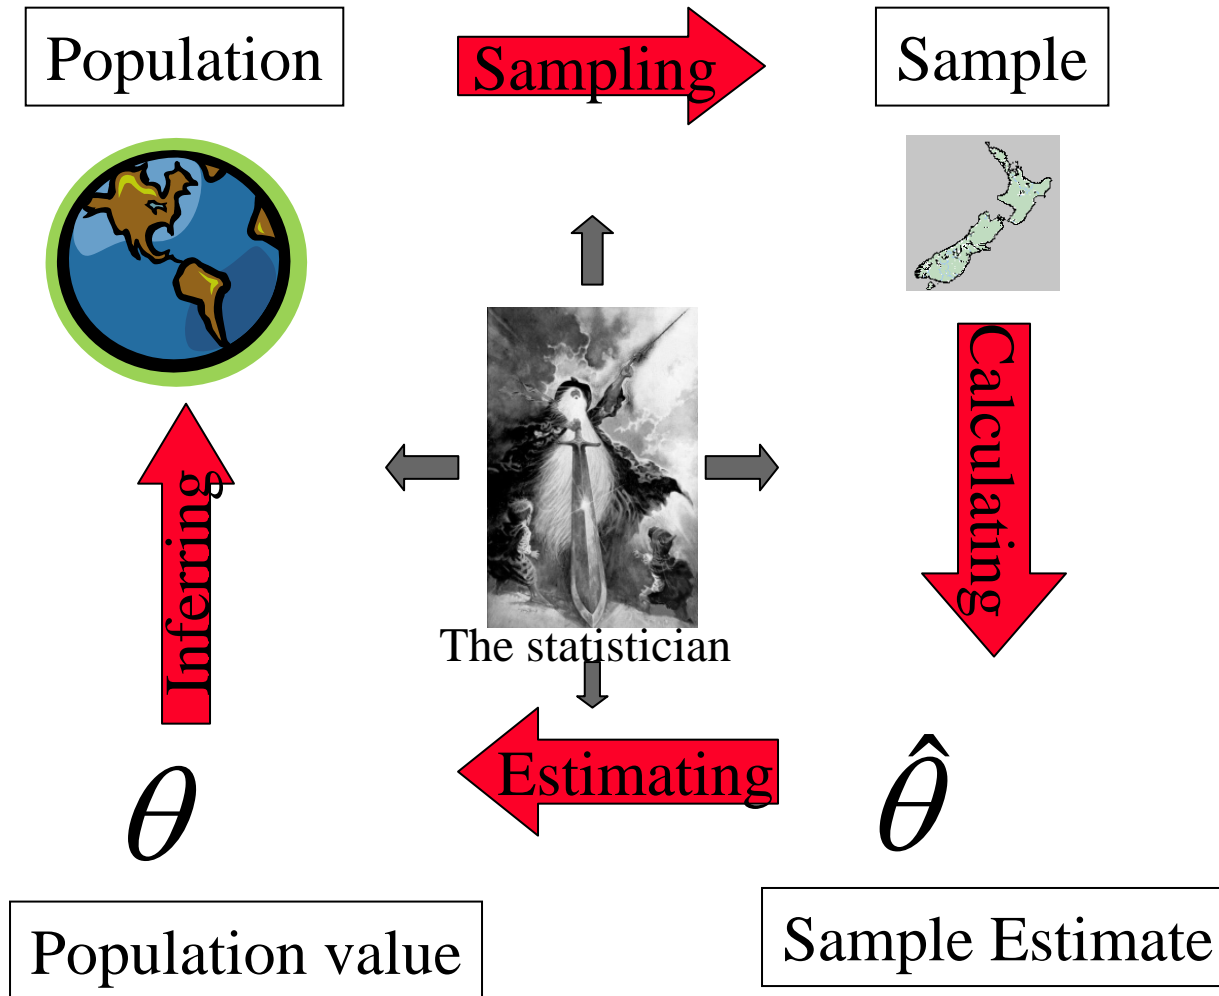 Population
Sampling
Sample
Calculating
Inferring
The statistician
Estimating
θ
θ̂
Population value
Sample Estimate